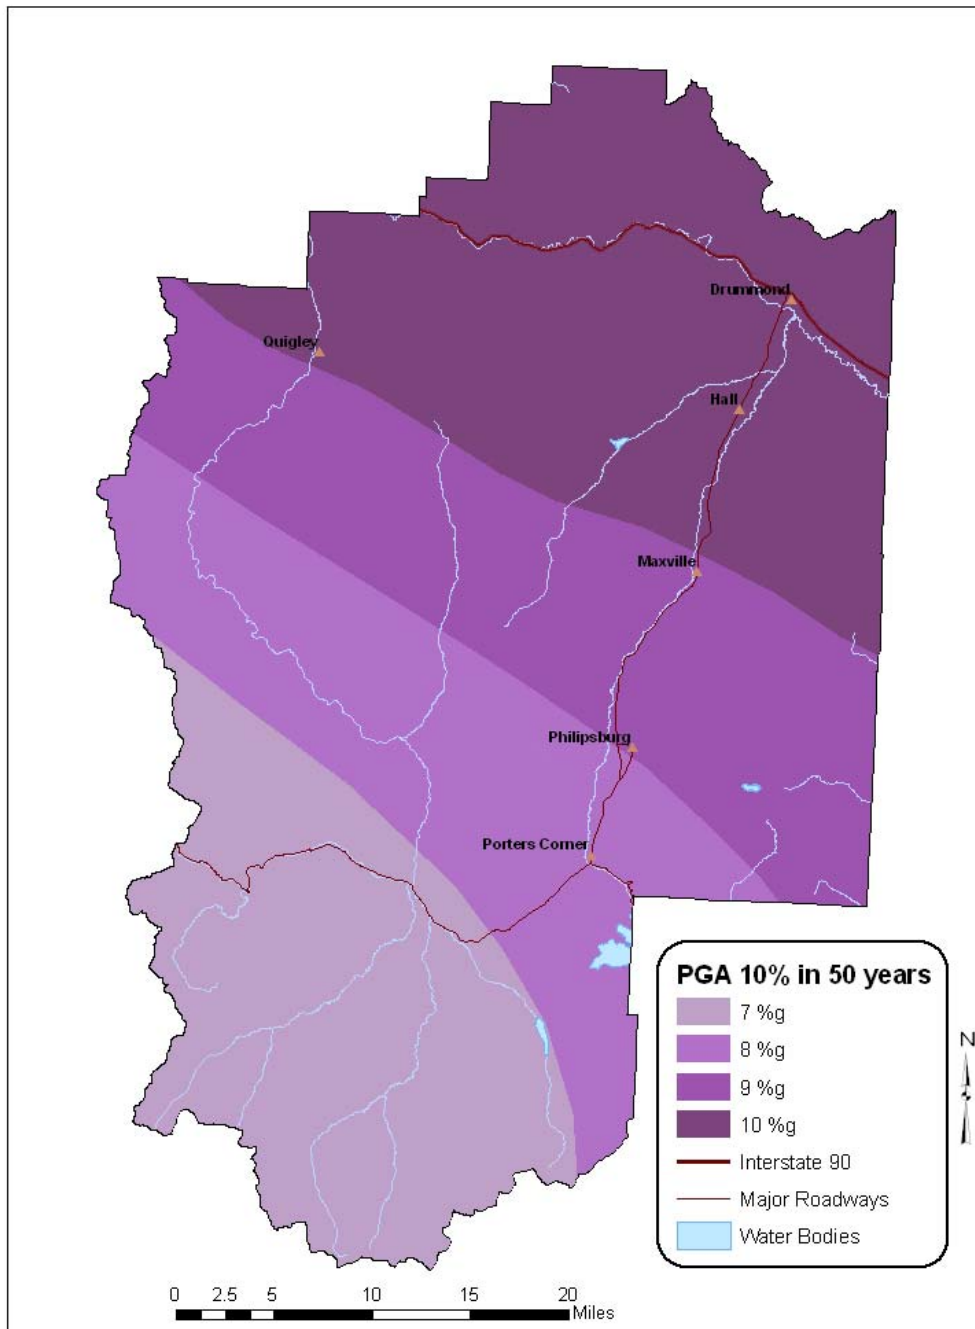 Drummond
Quigley
Hall
Maxville
Philipsburg
Porters Corner
PGA 10% in 50 years
7 %g
8 %g
9 %g
10 %g
Interstate 90
Major Roadways
Water Bodies
N
0 2.5 5 10 15 20
Miles